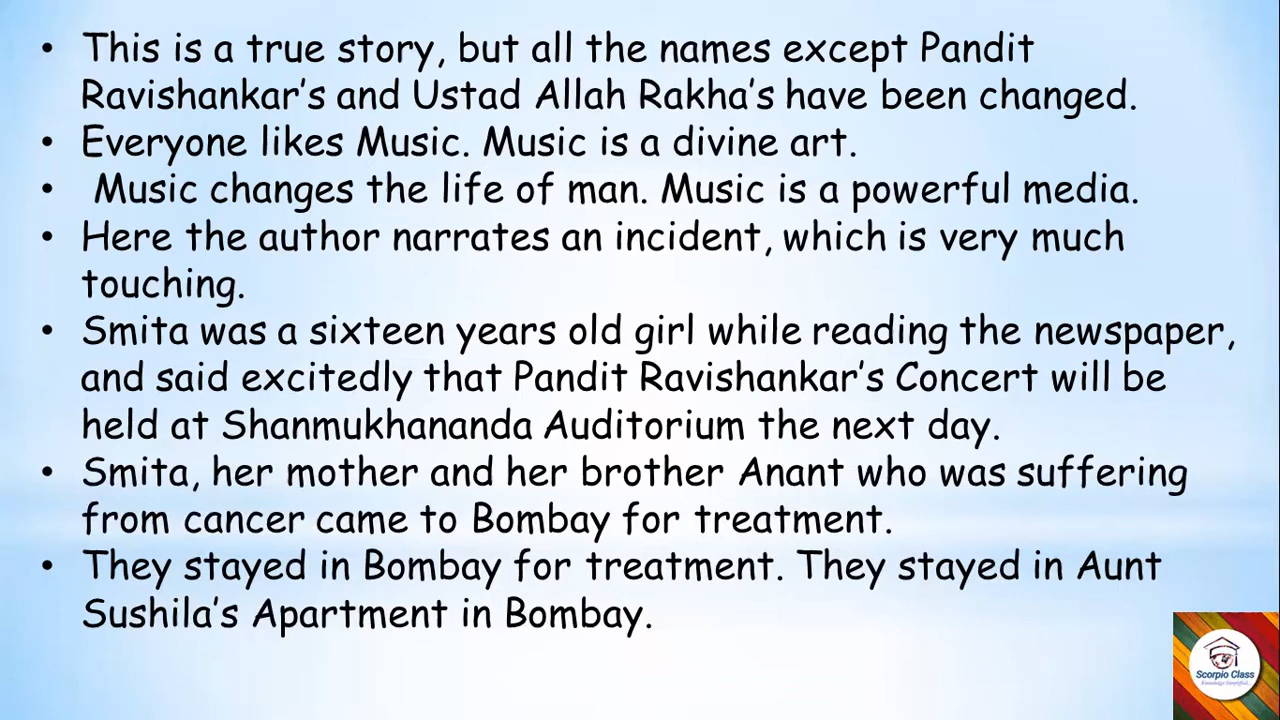 • This is a true story, but all the names except Pandit
Ravishankar's and Ustad Allah Rakha's have been changed.
• Everyone likes Music. Music is a divine art.
• Music changes the life of man. Music is a powerful media.
• Here the author narrates an incident, which is very much
touching.
• Smita was a sixteen years old girl while reading the newspaper,
and said excitedly that Pandit Ravishankar's Concert will be
held at Shanmukhananda Auditorium the next day.
• Smita, her mother and her brother Anant who was suffering
from cancer came to Bombay for treatment.
• They stayed in Bombay for treatment. They stayed in Aunt
Sushila's Apartment in Bombay.
Scorpio Class
Knowledge Simplified...